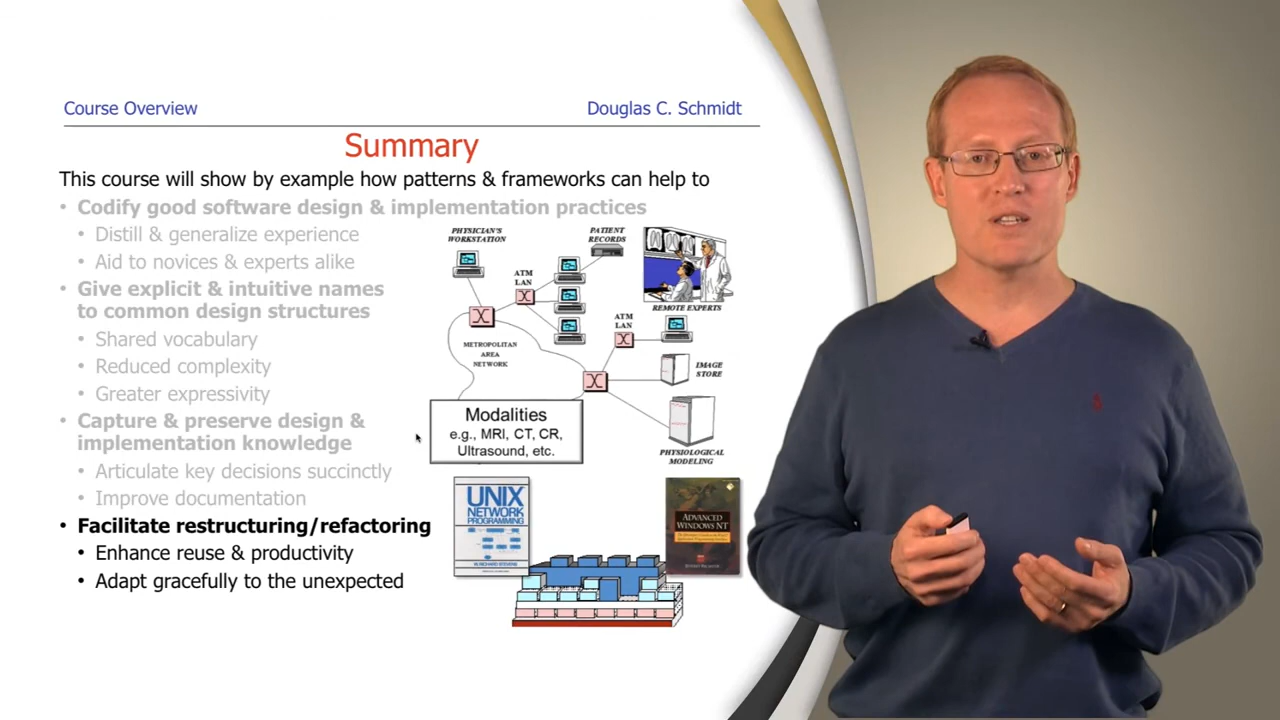 Course Overview
Douglas C. Schmidt
Summary
This course will show by example how patterns & frameworks can help to
• Codify good software design & implementation practices
• Distill & generalize experience
• Aid to novices & experts alike
• Give explicit & intuitive names
to common design structures
• Shared vocabulary
• Reduced complexity
• Greater expressivity
• Capture & preserve design &
implementation knowledge
• Articulate key decisions succinctly
• Improve documentation
• Facilitate restructuring/refactoring
• Enhance reuse & productivity
• Adapt gracefully to the unexpected
PHYSICIAN'S
WORKSTATION
PATIENT
RECORDS
ATM
LAN
REMOTE EXPERTS
ATM
LAN
METROPOLITAN
AREA
NETWORK
IMAGE
STORE
Modalities
e.g., MRI, CT, CR,
Ultrasound, etc.
PHYSIOLOGICAL
MODELING
UNIX
NETWORK
PROGRAMMING
W. RICHARD STEVENS
ADVANCED
WINDOWS NT